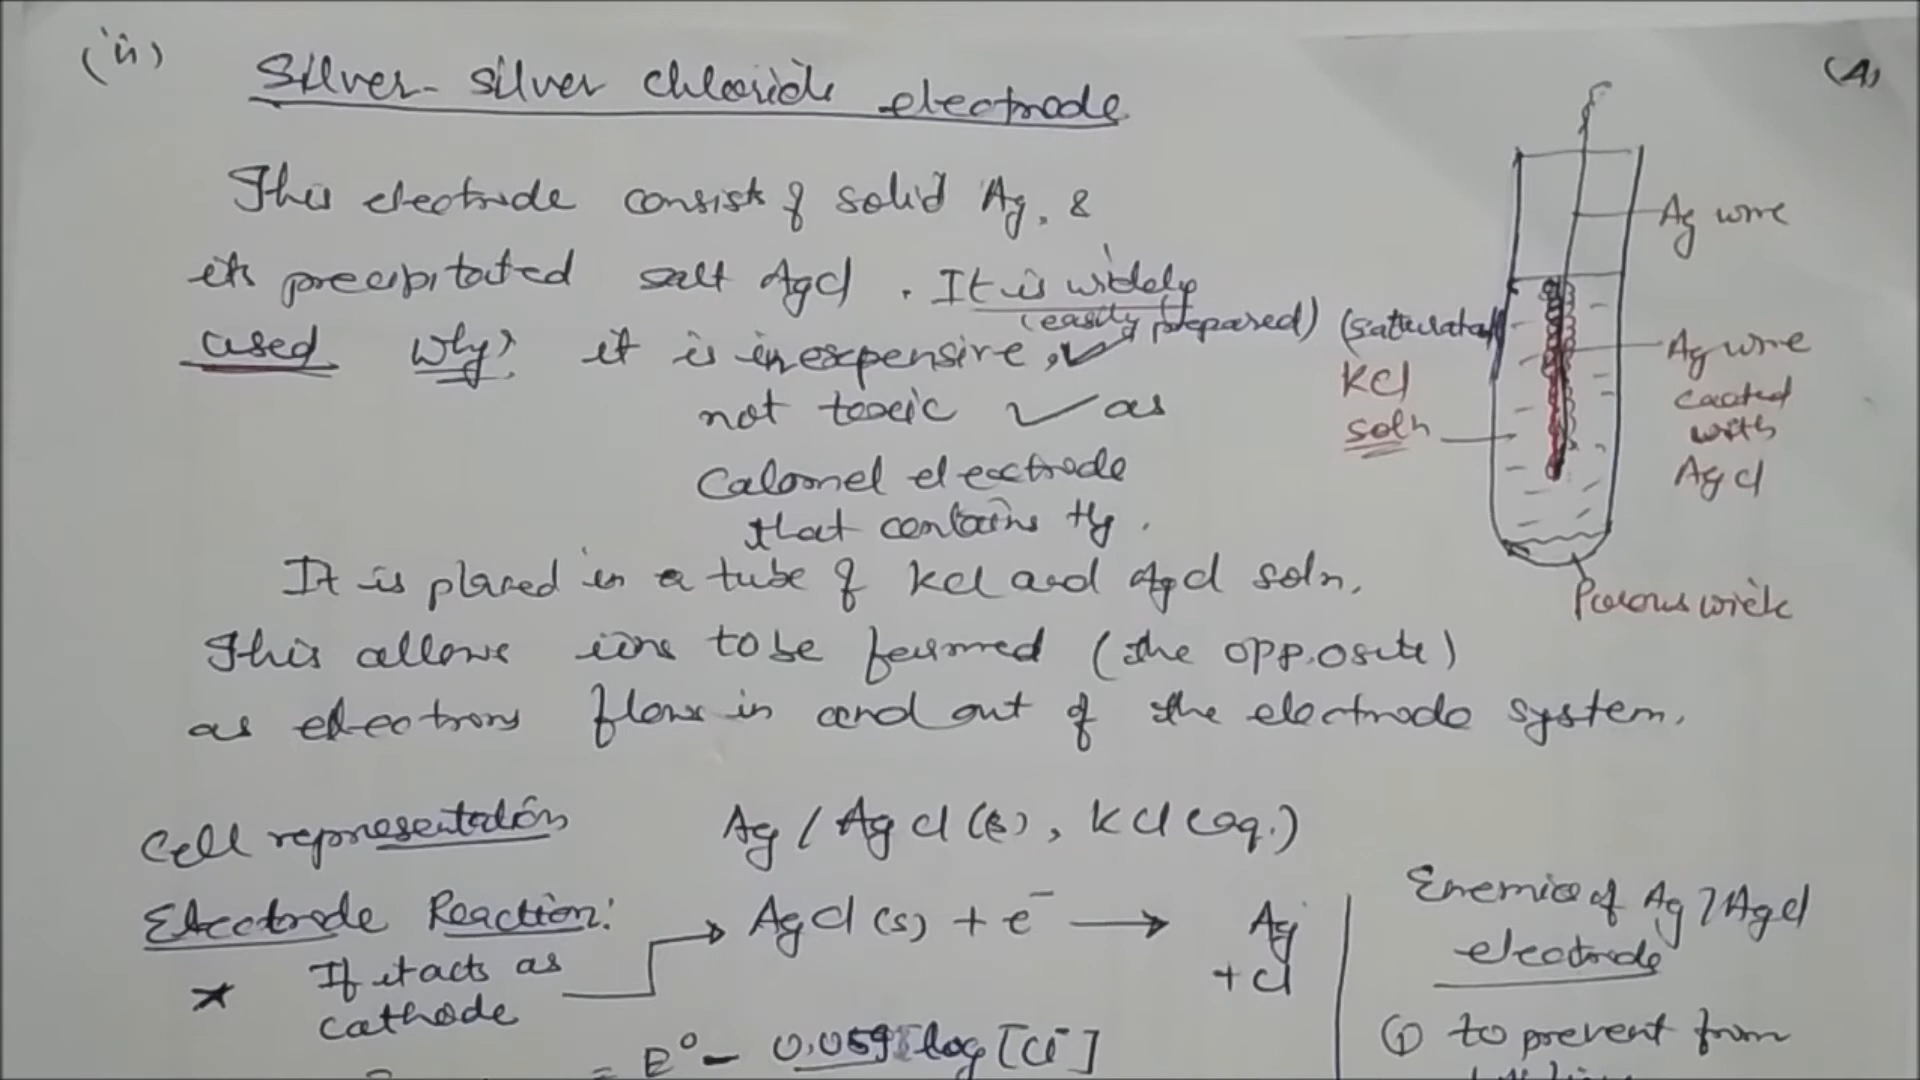 (ii)
(A)
Silver- silver chloride electrode
This electrode consist of solid Ag, &
its precipitated salt AgCl . It is widely
(easily prepared)
used Why? it is inexpensive, ✓
not toxic ✓ as
Calomel electrode
that contains Hg.
Ag wire
(saturated)
KCl
soln
Ag wire
coated
with
AgCl
Porous wick
It is placed in a tube of KCl and AgCl soln.
This allows ions to be formed (the opposite)
as electrons flow in and out of the electrode system.
Cell representation Ag / AgCl (s), KCl (aq.)
Electrode Reaction: AgCl (s) + e⁻ → Ag
+ Cl
* If it acts as
cathode
= E° - 0.059 log [Cl⁻]
Enemies of Ag/AgCl
electrode
① to prevent from